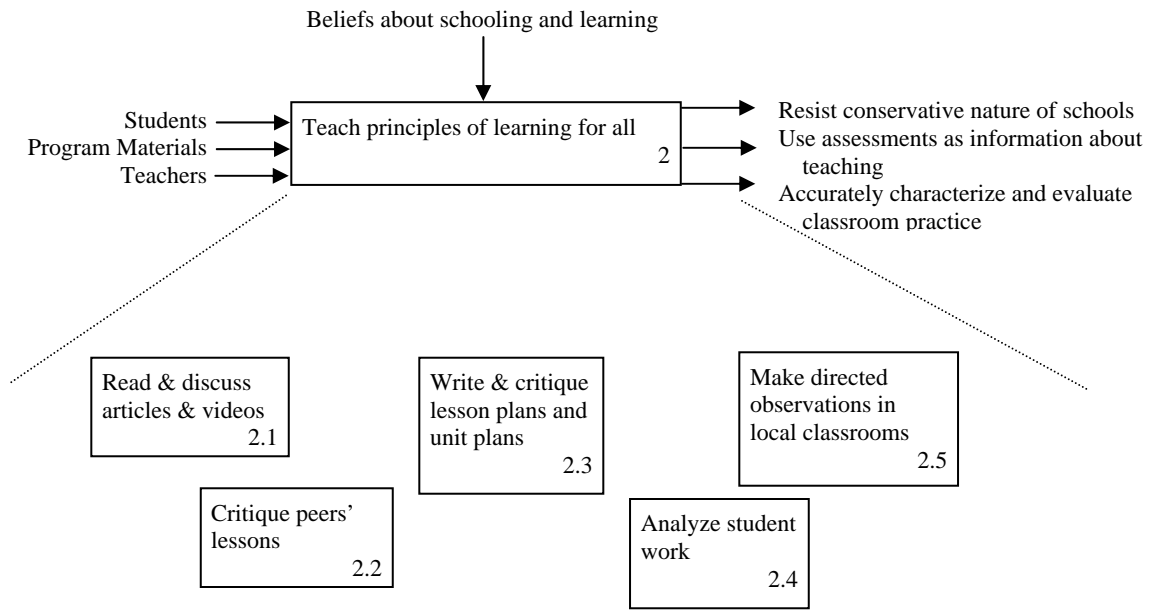 Beliefs about schooling and learning
Students
Program Materials
Teachers
Teach principles of learning for all
2
Resist conservative nature of schools
Use assessments as information about
teaching
Accurately characterize and evaluate
classroom practice
Read & discuss
articles & videos
2.1
Critique peers’
lessons
2.2
Write & critique
lesson plans and
unit plans
2.3
Analyze student
work
2.4
Make directed
observations in
local classrooms
2.5